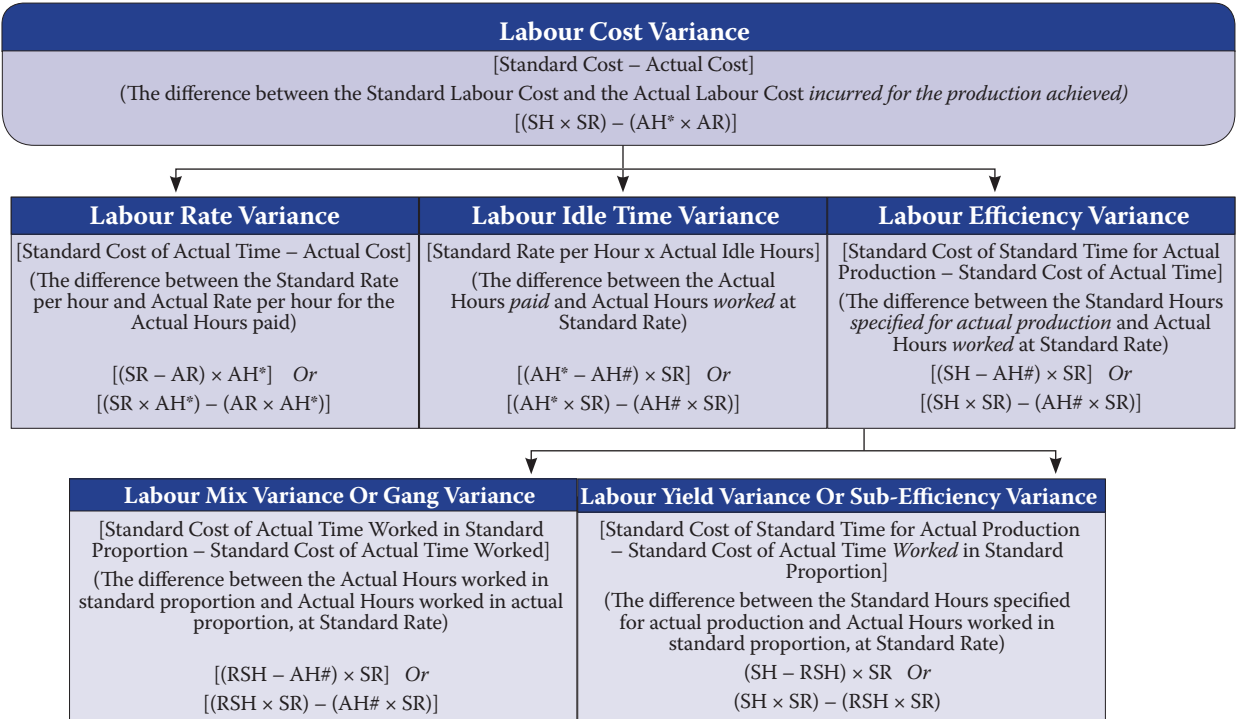 Labour Cost Variance
[Standard Cost – Actual Cost]
(The difference between the Standard Labour Cost and the Actual Labour Cost incurred for the production achieved)
[(SH × SR) – (AH* × AR)]
Labour Rate Variance
[Standard Cost of Actual Time – Actual Cost]
(The difference between the Standard Rate
per hour and Actual Rate per hour for the
Actual Hours paid)
[(SR – AR) × AH*] Or
[(SR × AH*) – (AR × AH*)]
Labour Idle Time Variance
[Standard Rate per Hour x Actual Idle Hours]
(The difference between the Actual
Hours paid and Actual Hours worked at
Standard Rate)
[(AH* – AH#) × SR] Or
[(AH* × SR) – (AH# × SR)]
Labour Efficiency Variance
[Standard Cost of Standard Time for Actual
Production – Standard Cost of Actual Time]
(The difference between the Standard Hours
specified for actual production and Actual
Hours worked at Standard Rate)
[(SH – AH#) × SR] Or
[(SH × SR) – (AH# × SR)]
Labour Mix Variance Or Gang Variance
[Standard Cost of Actual Time Worked in Standard
Proportion – Standard Cost of Actual Time Worked]
(The difference between the Actual Hours worked in
standard proportion and Actual Hours worked in actual
proportion, at Standard Rate)
[(RSH – AH#) × SR] Or
[(RSH × SR) – (AH# × SR)]
Labour Yield Variance Or Sub-Efficiency Variance
[Standard Cost of Standard Time for Actual Production
– Standard Cost of Actual Time Worked in Standard
Proportion]
(The difference between the Standard Hours specified
for actual production and Actual Hours worked in
standard proportion, at Standard Rate)
(SH – RSH) × SR Or
(SH × SR) – (RSH × SR)